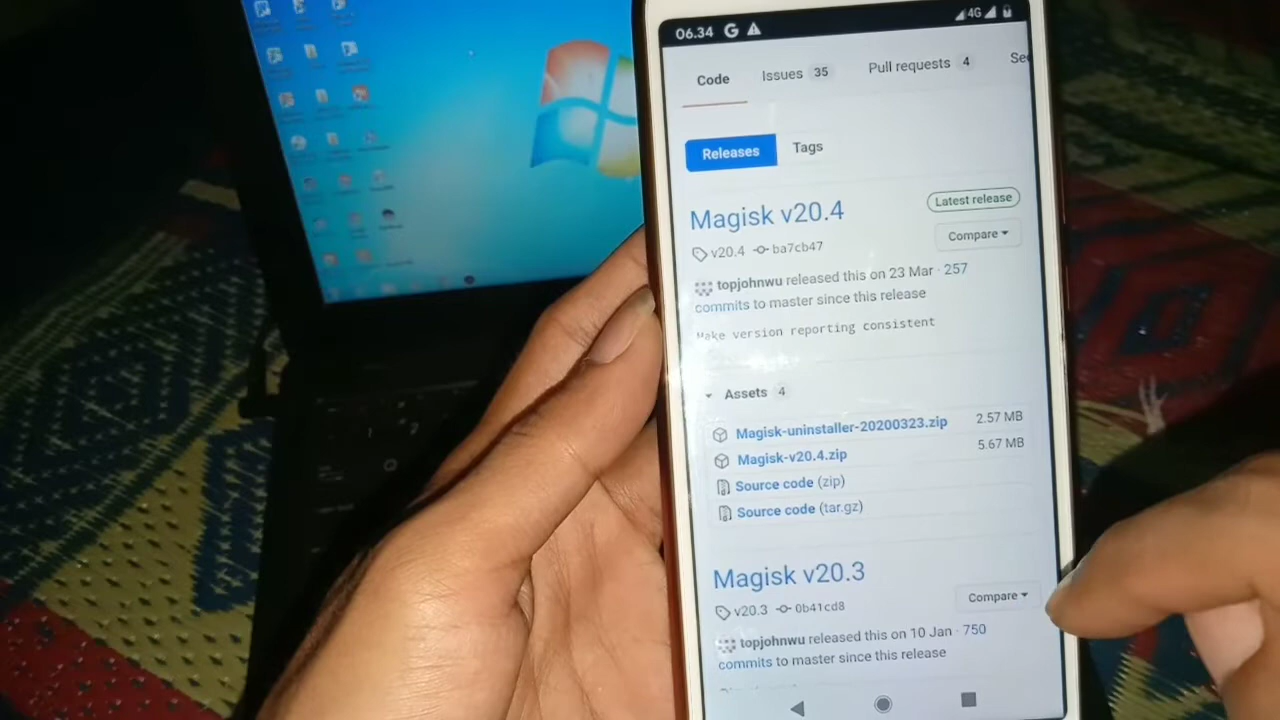 06.34 G 4G
Code Issues 35 Pull requests 4 Se
Releases Tags
Magisk v20.4 Latest release
v20.4 ba7cb47 Compare
topjohnwu released this on 23 Mar · 257
commits to master since this release
Make version reporting consistent
Assets 4
Magisk-uninstaller-20200323.zip 2.57 MB
Magisk-v20.4.zip 5.67 MB
Source code (zip)
Source code (tar.gz)
Magisk v20.3
v20.3 0b41cd8 Compare
topjohnwu released this on 10 Jan · 750
commits to master since this release